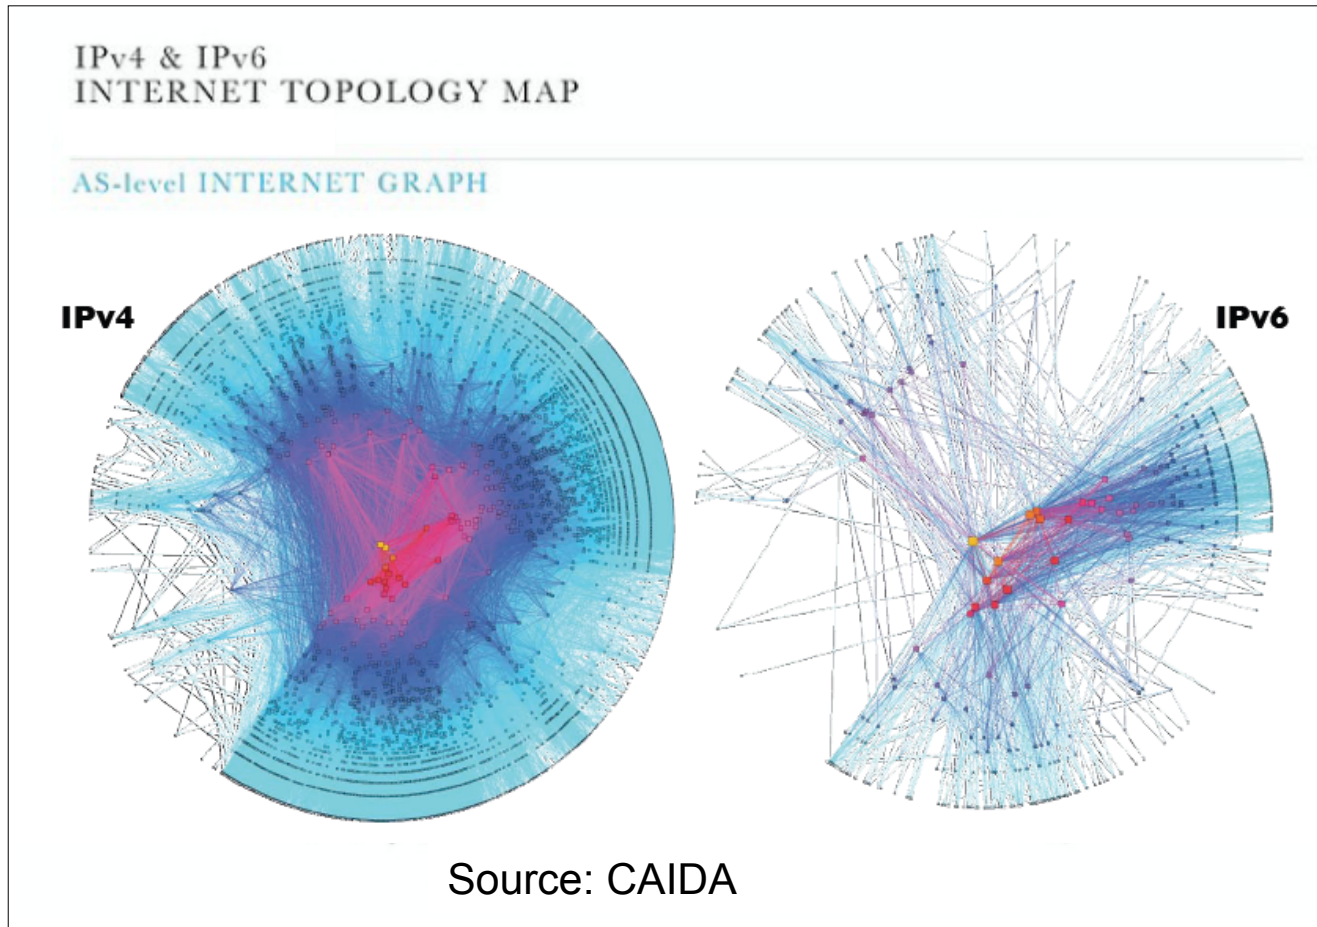 IPv4 & IPv6
INTERNET TOPOLOGY MAP
AS-level INTERNET GRAPH
IPv4
IPv6
Source: CAIDA